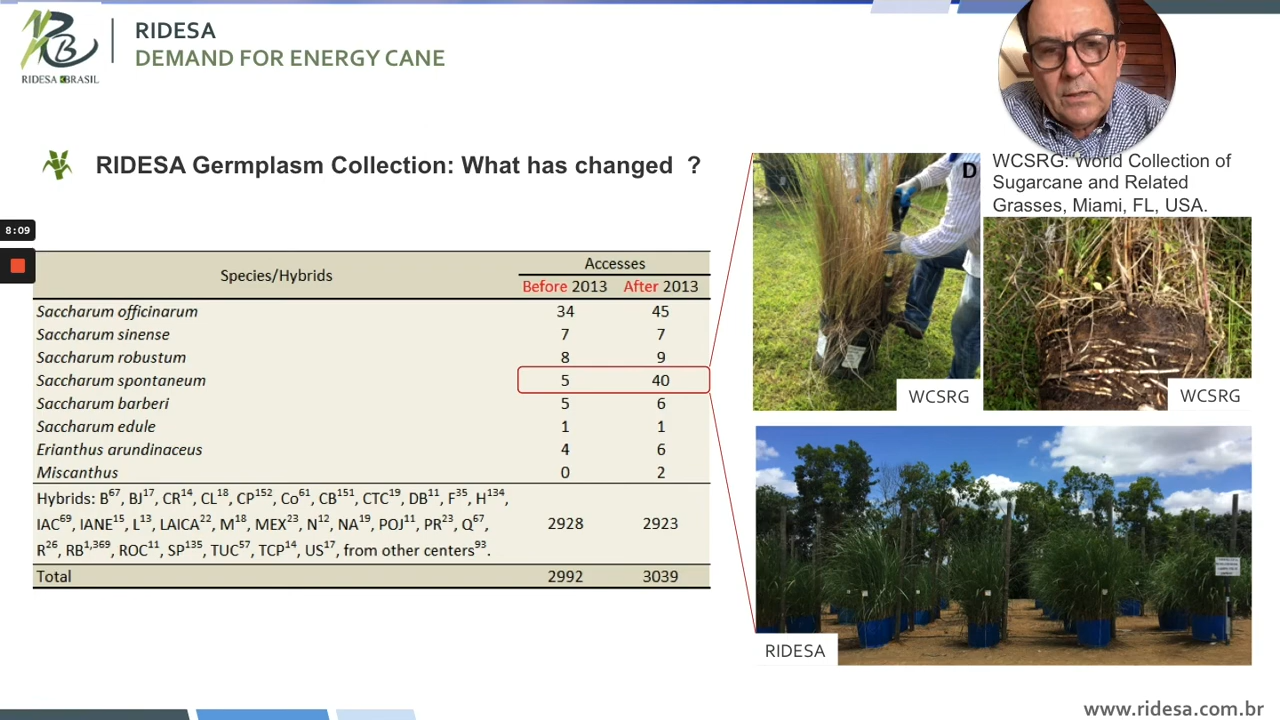 RIDESA BRASIL
RIDESA
DEMAND FOR ENERGY CANE
RIDESA Germplasm Collection: What has changed ?
8:09
Species/Hybrids
Accesses
Before 2013 After 2013
Saccharum officinarum 34 45
Saccharum sinense 7 7
Saccharum robustum 8 9
Saccharum spontaneum 5 40
Saccharum barberi 5 6
Saccharum edule 1 1
Erianthus arundinaceus 4 6
Miscanthus 0 2
Hybrids: B67, BJ17, CR14, CL18, CP152, Co61, CB151, CTC19, DB11, F35, H134,
IAC69, IANE15, L13, LAICA22, M18, MEX23, N12, NA19, POJ11, PR23, Q67, 2928 2923
R26, RB1,369, ROC11, SP135, TUC57, TCP14, US17, from other centers93.
Total 2992 3039
D
WCSRG: World Collection of
Sugarcane and Related
Grasses, Miami, FL, USA.
WCSRG
WCSRG
RIDESA
www.ridesa.com.br